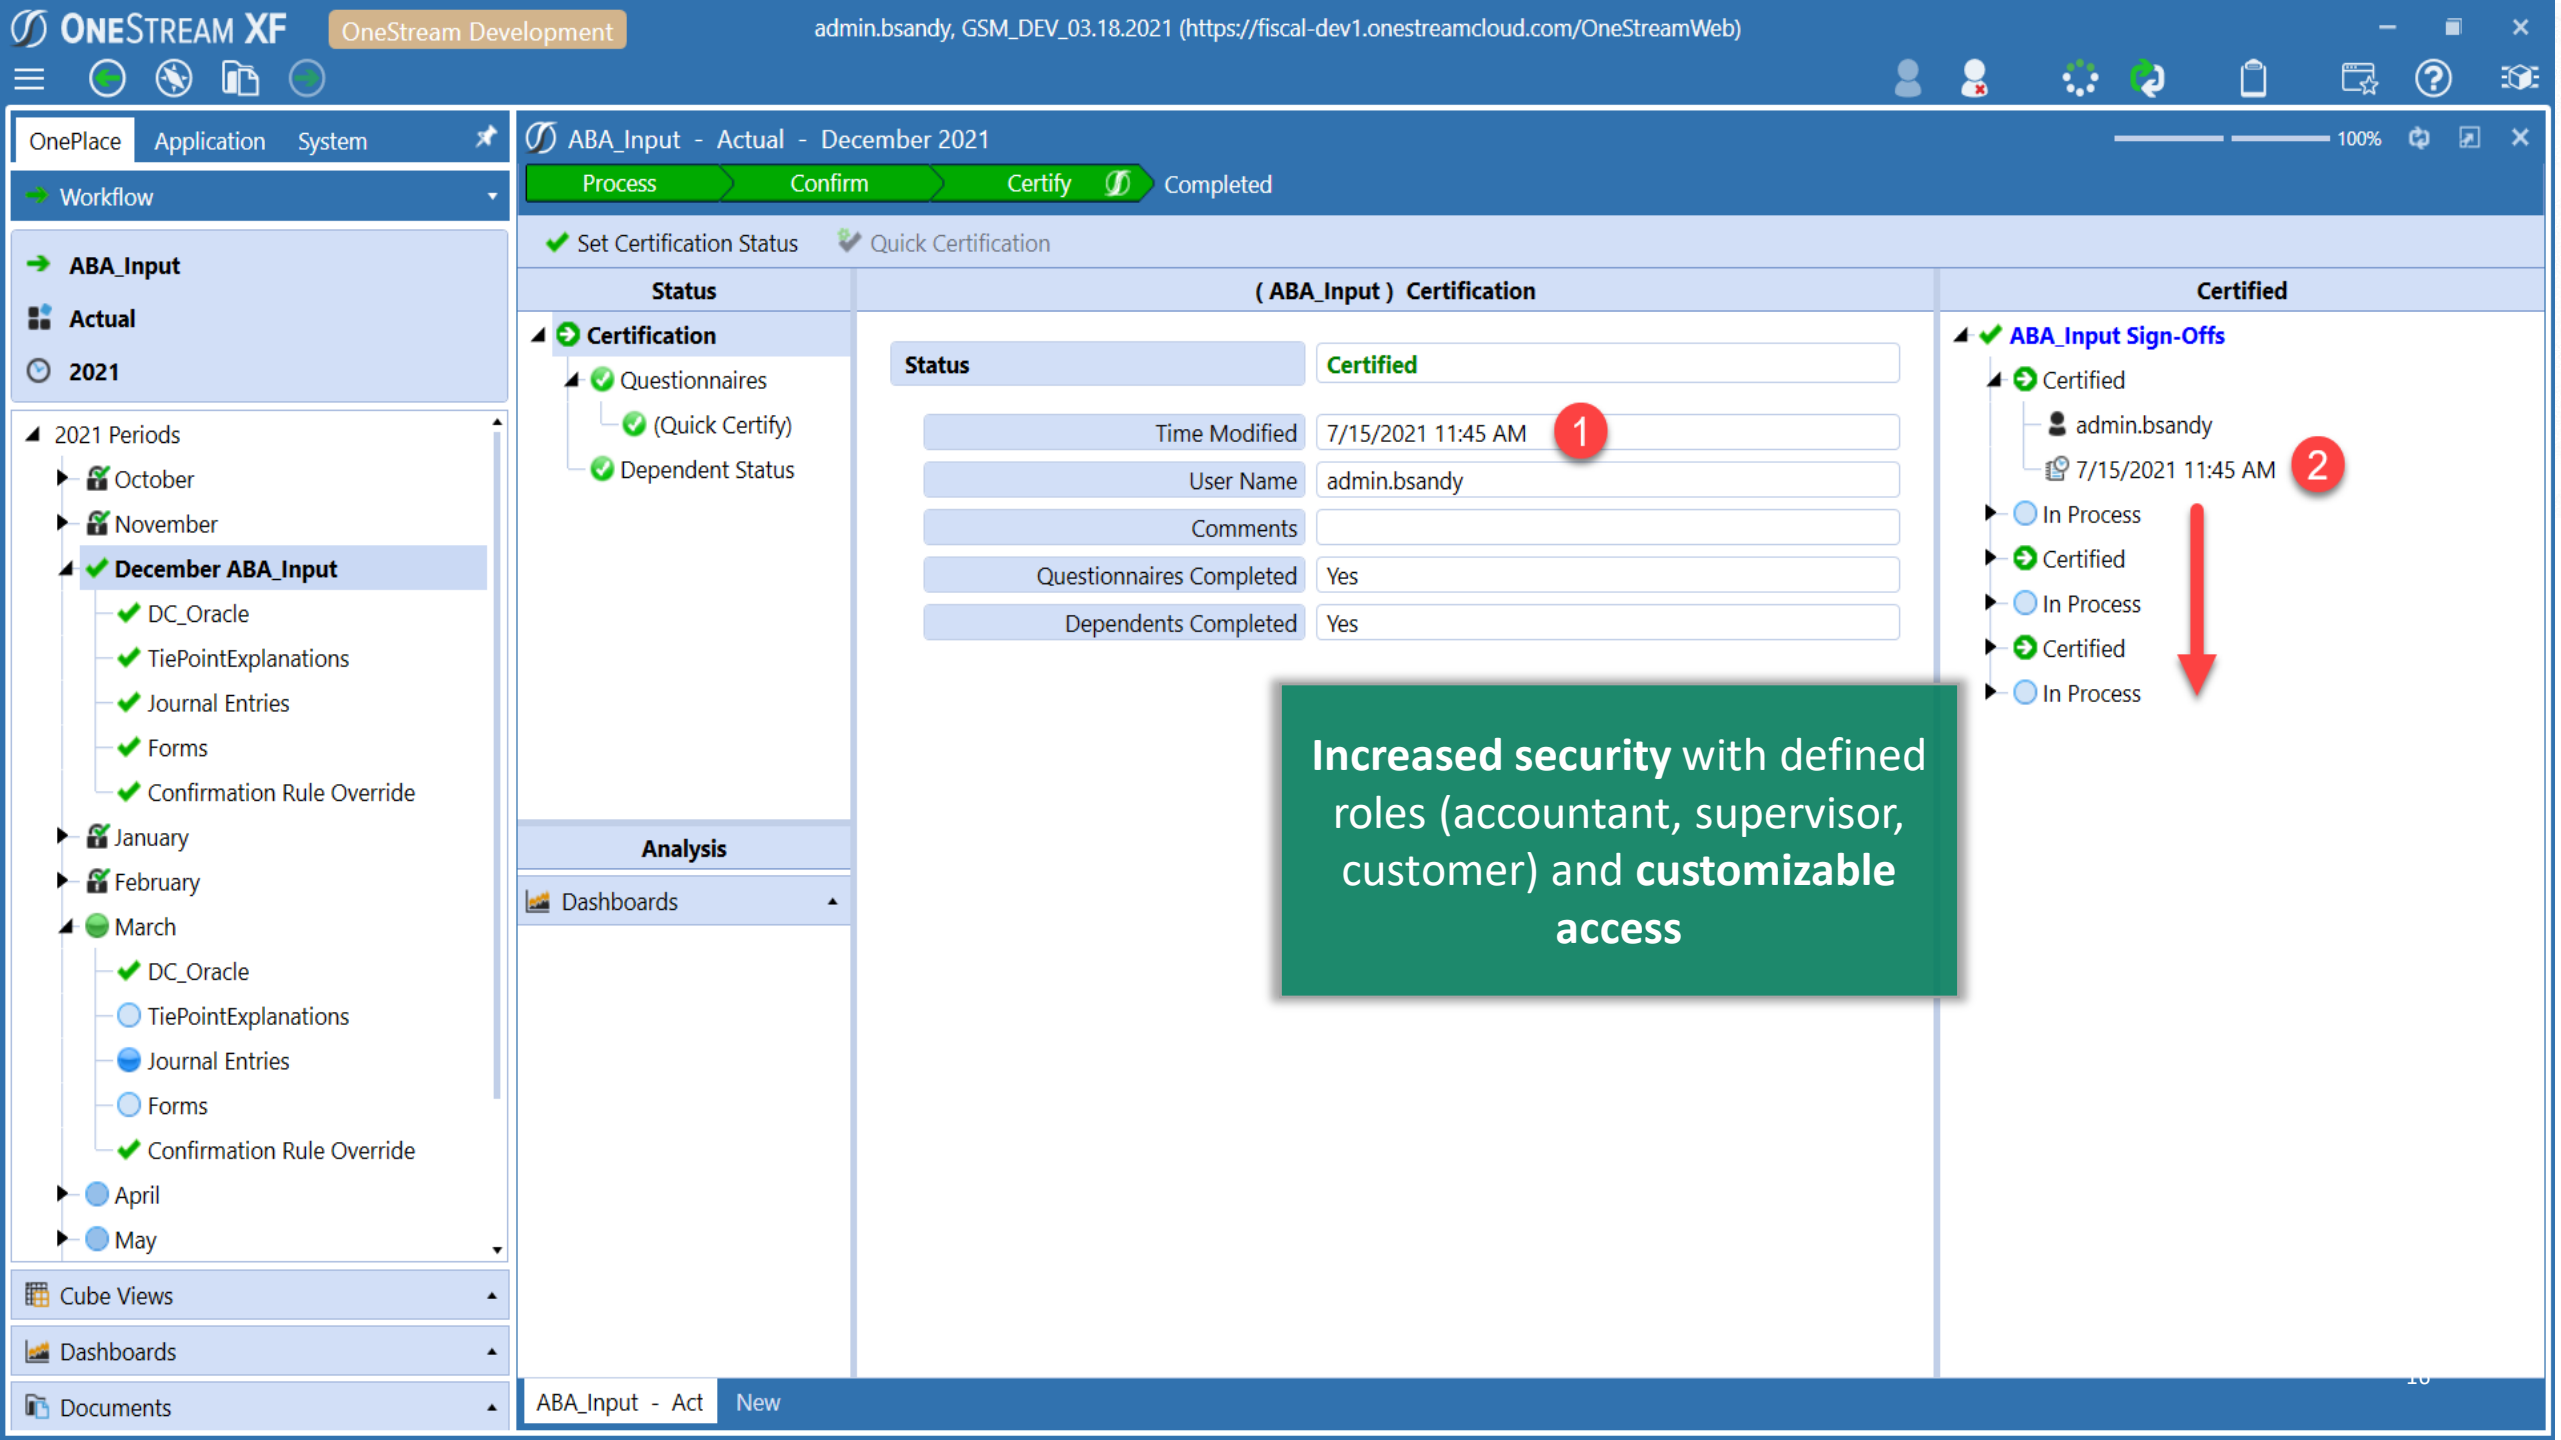 ONESTREAM XF
OneStream Development
admin.bsandy, GSM_DEV_03.18.2021 (https://fiscal-dev1.onestreamcloud.com/OneStreamWeb)
OnePlace Application System
Workflow
ABA_Input
Actual
2021
2021 Periods
October
November
December ABA_Input
DC_Oracle
TiePointExplanations
Journal Entries
Forms
Confirmation Rule Override
January
February
March
DC_Oracle
TiePointExplanations
Journal Entries
Forms
Confirmation Rule Override
April
May
Cube Views
Dashboards
Documents
ABA_Input - Actual - December 2021
100%
Process Confirm Certify Completed
Set Certification Status Quick Certification
Status
Certification
Questionnaires
(Quick Certify)
Dependent Status
Analysis
Dashboards
( ABA_Input ) Certification
Status Certified
Time Modified 7/15/2021 11:45 AM 1
User Name admin.bsandy
Comments
Questionnaires Completed Yes
Dependents Completed Yes
Increased security with defined
roles (accountant, supervisor,
customer) and customizable
access
Certified
ABA_Input Sign-Offs
Certified
admin.bsandy
7/15/2021 11:45 AM 2
In Process
Certified
In Process
Certified
In Process
ABA_Input - Act New